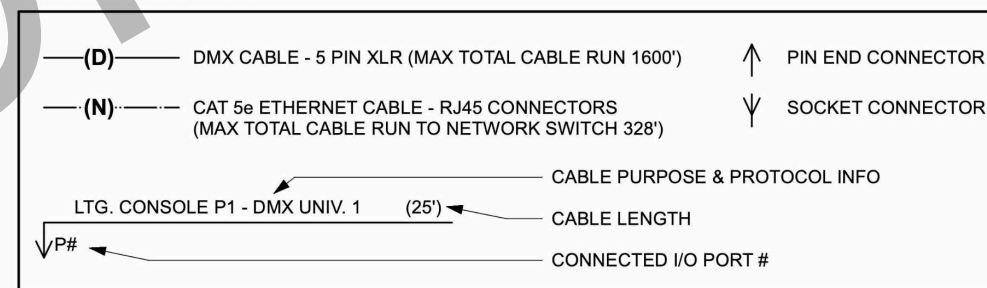 (D) DMX CABLE - 5 PIN XLR (MAX TOTAL CABLE RUN 1600')
PIN END CONNECTOR
(N) CAT 5e ETHERNET CABLE - RJ45 CONNECTORS
(MAX TOTAL CABLE RUN TO NETWORK SWITCH 328')
SOCKET CONNECTOR
CABLE PURPOSE & PROTOCOL INFO
LTG. CONSOLE P1 - DMX UNIV. 1 (25')
CABLE LENGTH
P#
CONNECTED I/O PORT #